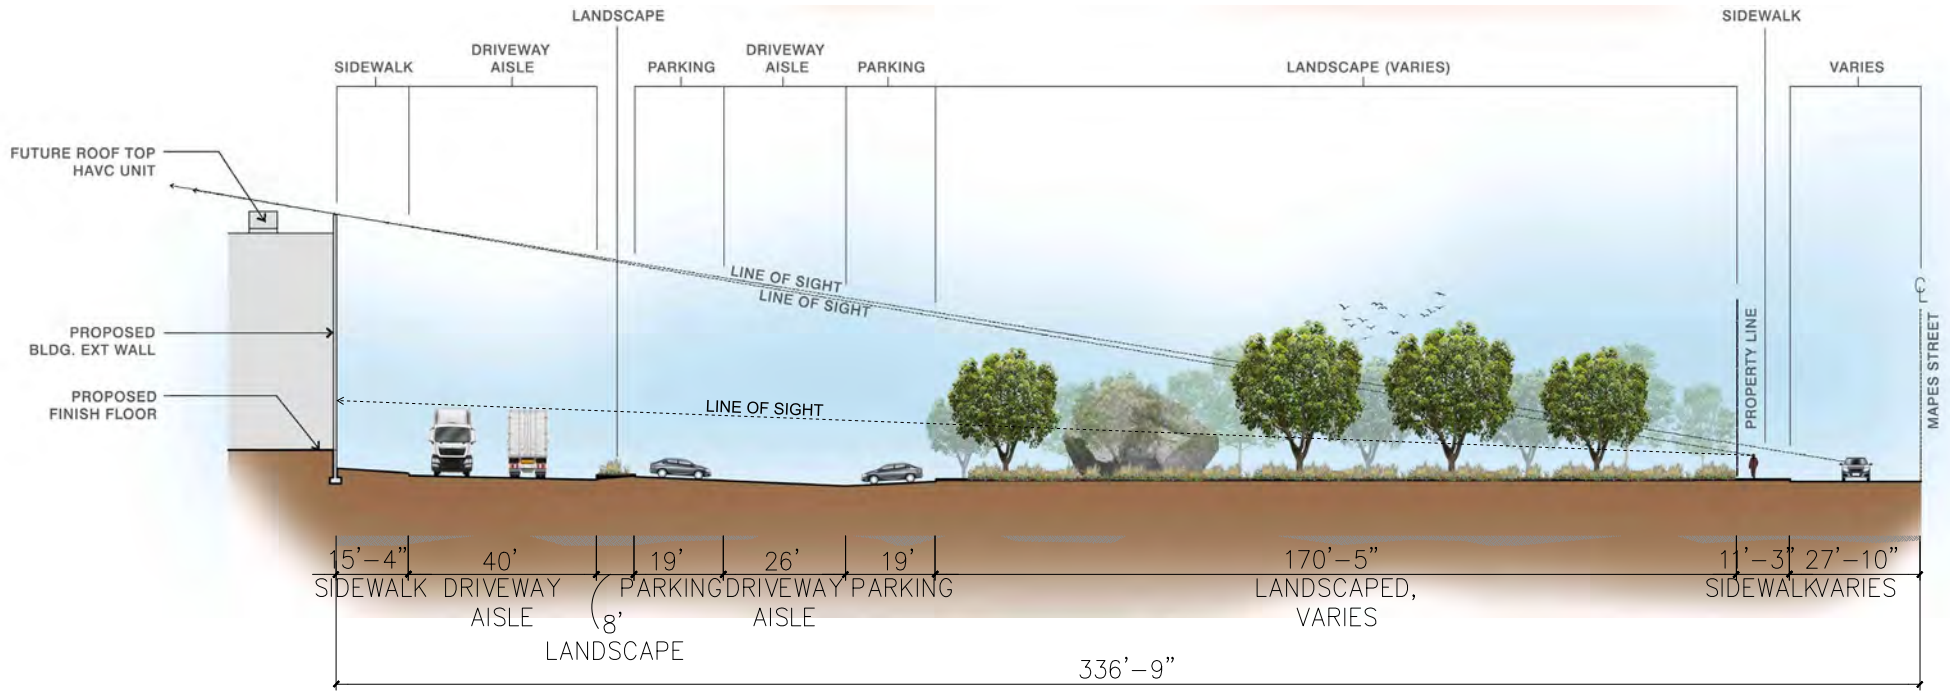 LANDSCAPE
SIDEWALK
DRIVEWAY
AISLE
DRIVEWAY
AISLE
SIDEWALK
PARKING
PARKING
LANDSCAPE (VARIES)
VARIES
FUTURE ROOF TOP
HAVC UNIT
LINE OF SIGHT
LINE OF SIGHT
PROPOSED
BLDG. EXT WALL
PROPOSED
FINISH FLOOR
LINE OF SIGHT
PROPERTY LINE
CL
MAPES STREET
15'-4"
40'
19'
26'
19'
170'-5"
11'-3"
27'-10"
SIDEWALK
DRIVEWAY
AISLE
PARKING
DRIVEWAY
AISLE
PARKING
LANDSCAPED,
VARIES
SIDEWALK
VARIES
8'
LANDSCAPE
336'-9"